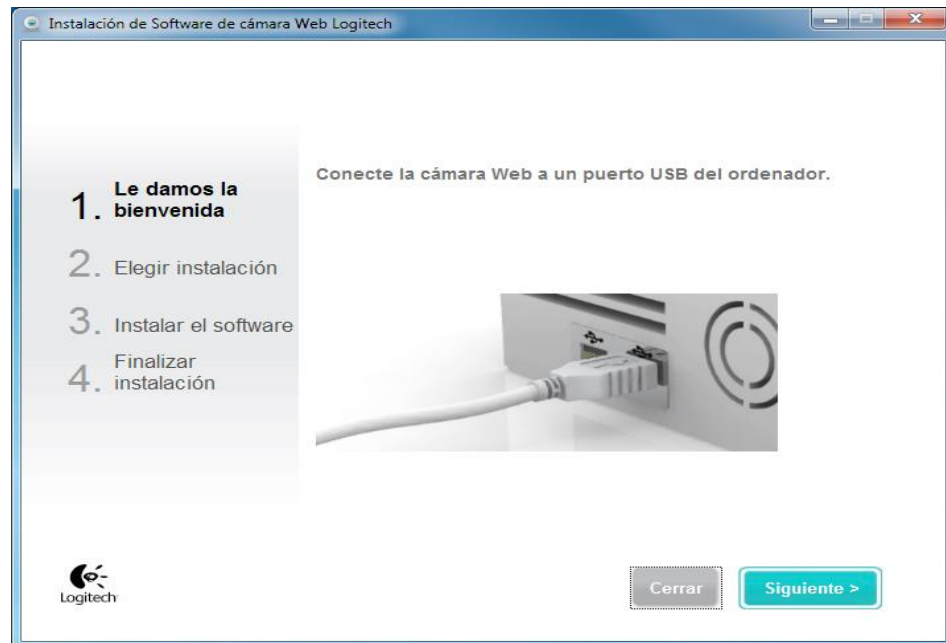 Instalación de Software de cámara Web Logitech
Conecte la cámara Web a un puerto USB del ordenador.
1. Le damos la
bienvenida
2. Elegir instalación
3. Instalar el software
4. Finalizar
instalación
Logitech
Cerrar
Siguiente >